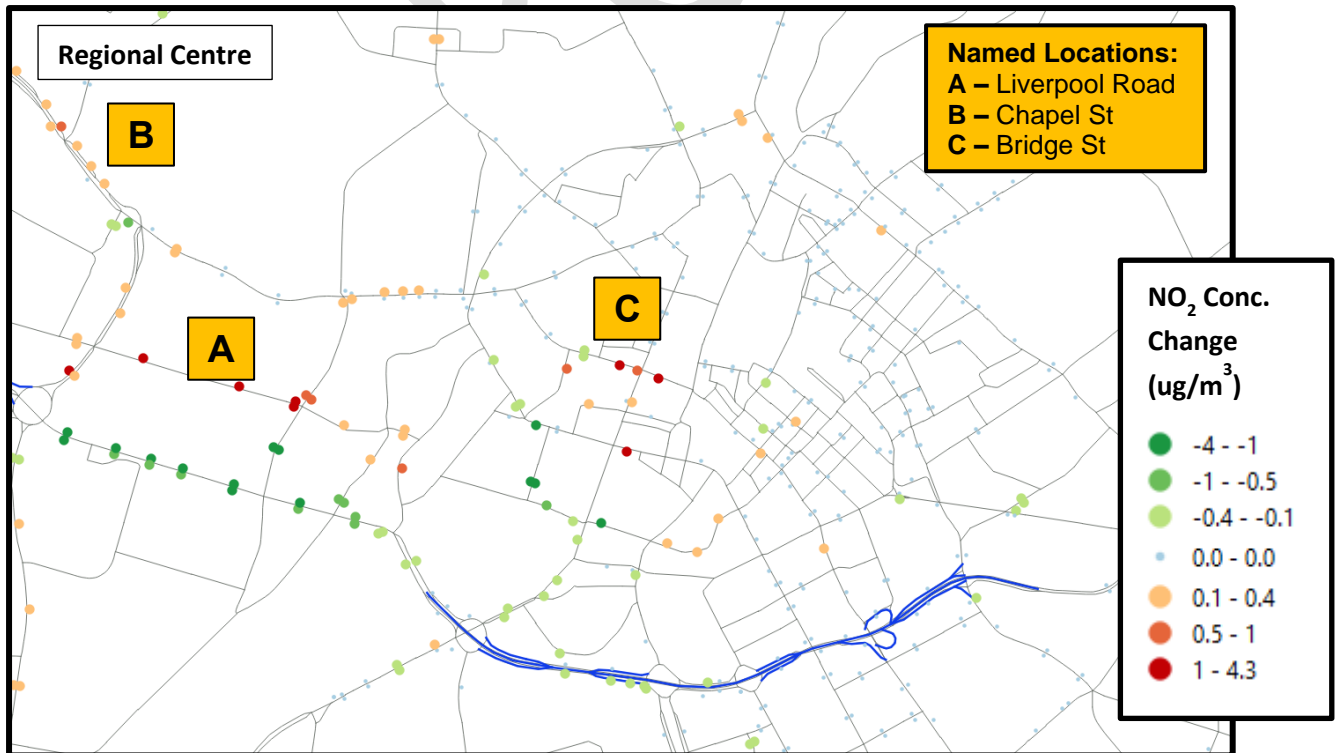 Regional Centre
Named Locations:
A – Liverpool Road
B – Chapel St
C – Bridge St
B
A
C
NO₂ Conc.
Change
(ug/m³)
-4 - -1
-1 - -0.5
-0.4 - -0.1
0.0 - 0.0
0.1 - 0.4
0.5 - 1
1 - 4.3